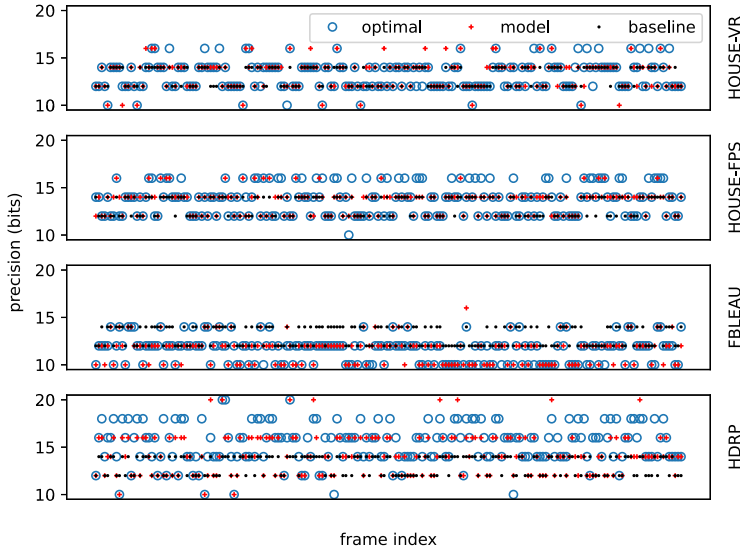 optimal model baseline
20
15
10
HOUSE-VR
20
15
10
HOUSE-FPS
precision (bits)
20
15
10
FBLEAU
20
15
10
HDRP
frame index